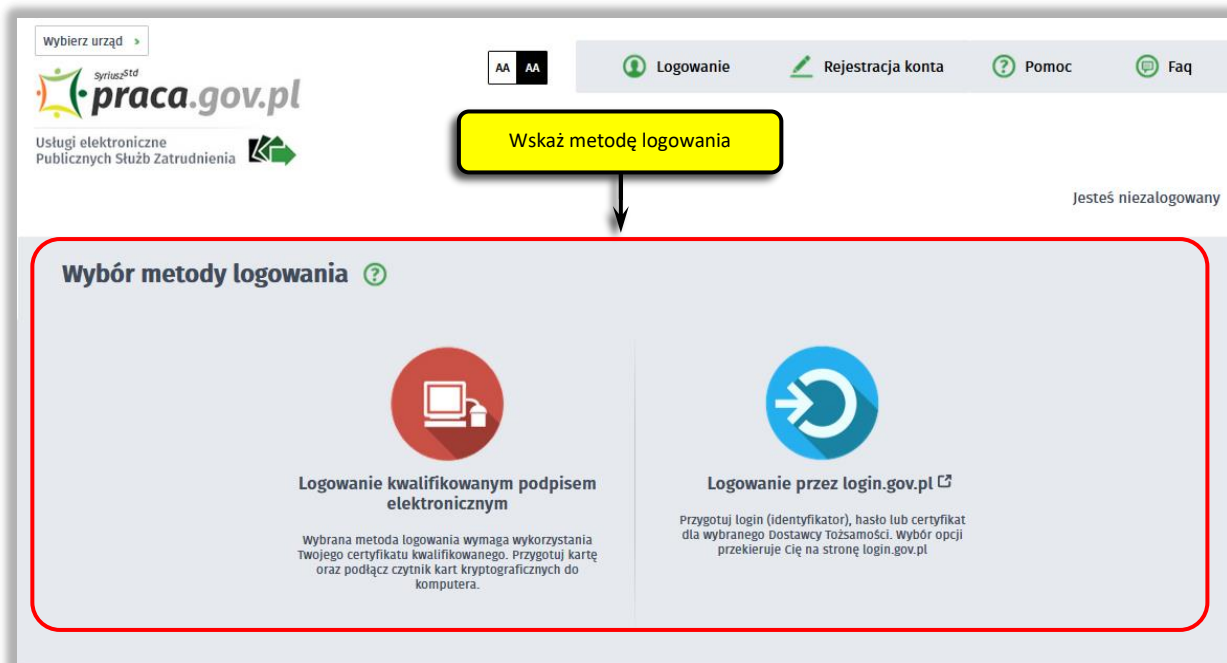 Wybierz urząd
AA AA
Logowanie
Rejestracja konta
Pomoc
Faq
SyriuszStd
praca.gov.pl
Usługi elektroniczne
Publicznych Służb Zatrudnienia
Wskaż metodę logowania
Jesteś niezalogowany
Wybór metody logowania ?
Logowanie kwalifikowanym podpisem
elektronicznym
Wybrana metoda logowania wymaga wykorzystania
Twojego certyfikatu kwalifikowanego. Przygotuj kartę
oraz podłącz czytnik kart kryptograficznych do
komputera.
Logowanie przez login.gov.pl
Przygotuj login (identyfikator), hasło lub certyfikat
dla wybranego Dostawcy Tożsamości. Wybór opcji
przekieruje Cię na stronę login.gov.pl